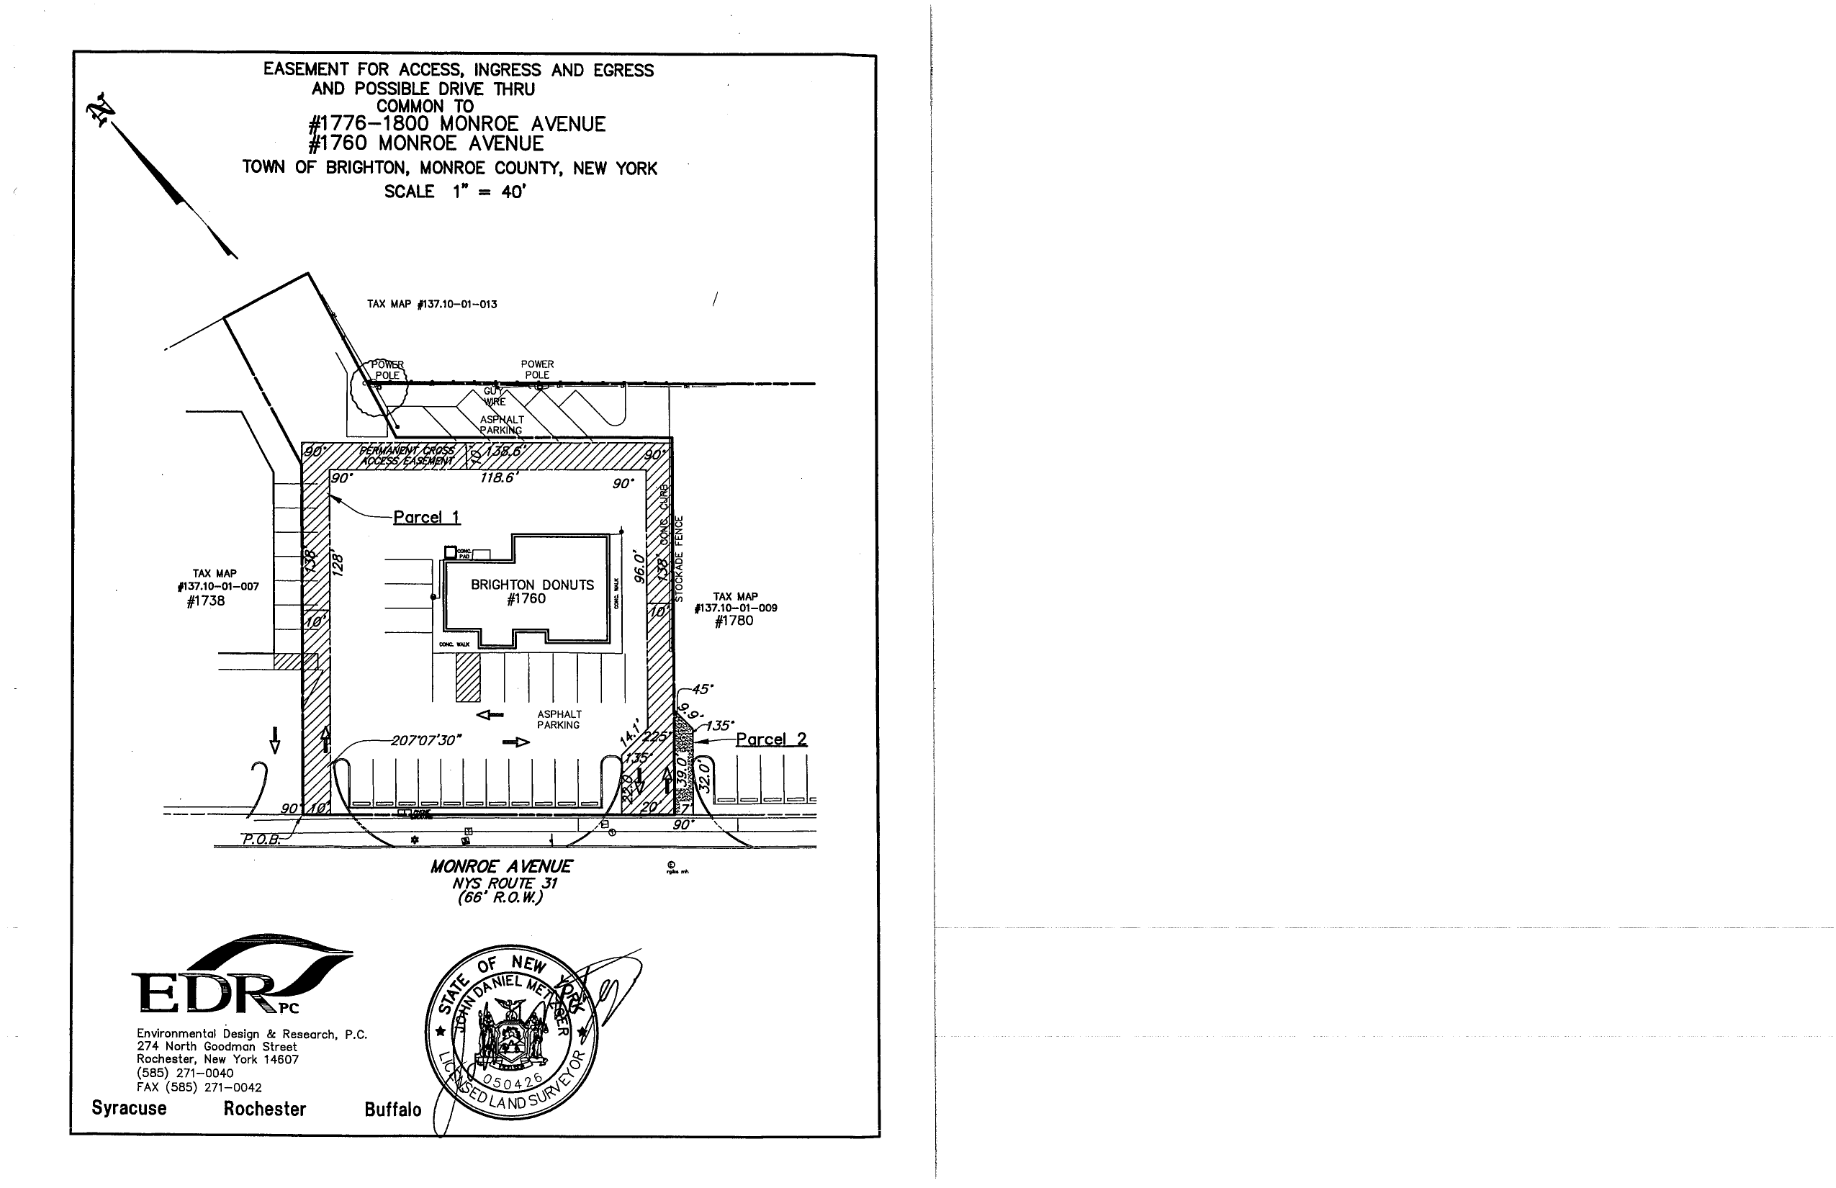 EASEMENT FOR ACCESS, INGRESS AND EGRESS
AND POSSIBLE DRIVE THRU
COMMON TO
#1776-1800 MONROE AVENUE
#1760 MONROE AVENUE
TOWN OF BRIGHTON, MONROE COUNTY, NEW YORK
SCALE 1" = 40'
N
TAX MAP #137.10-01-013
POWER
POLE
POWER
POLE
GUY
WIRE
ASPHALT
PARKING
90°
PERMANENT CROSS
ACCESS EASEMENT
10'
138.6'
90°
90°
118.6'
90°
Parcel 1
CONC. CURB
STOCKADE FENCE
138'
128'
CONC.
PAD
BRIGHTON DONUTS
#1760
CONC. WALK
96.0'
138'
TAX MAP
#137.10-01-007
#1738
TAX MAP
#137.10-01-009
#1780
10'
10'
CONC. WALK
45°
9.9'
ASPHALT
PARKING
14.1'
225°
135°
Parcel 2
207°07'30"
135°
22.0'
39.0'
32.0'
90°
10'
20'
7'
90°
P.O.B.
MONROE AVENUE
NYS ROUTE 31
(66' R.O.W.)
©
EDR PC
Environmental Design & Research, P.C.
274 North Goodman Street
Rochester, New York 14607
(585) 271-0040
FAX (585) 271-0042
Syracuse Rochester Buffalo
STATE OF NEW YORK
JOHN DANIEL METZGER
050426
LICENSED LAND SURVEYOR